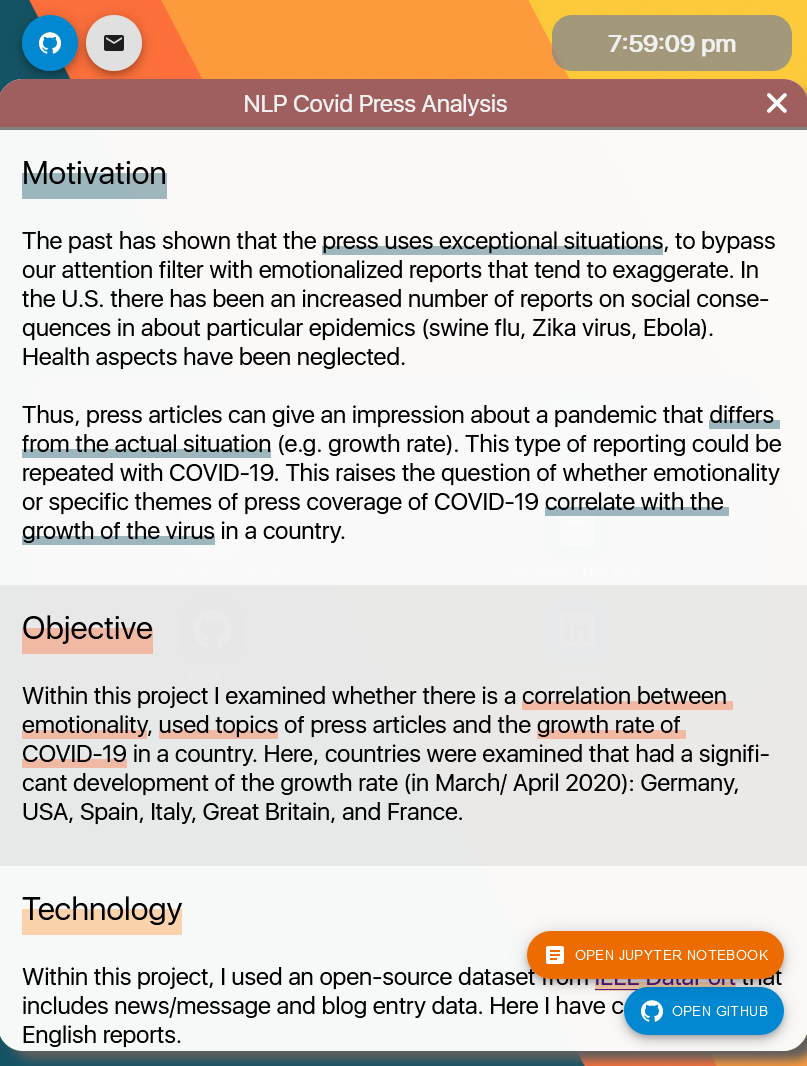 7:59:09 pm
NLP Covid Press Analysis
Motivation
The past has shown that the press uses exceptional situations, to bypass
our attention filter with emotionalized reports that tend to exaggerate. In
the U.S. there has been an increased number of reports on social conse-
quences in about particular epidemics (swine flu, Zika virus, Ebola).
Health aspects have been neglected.
Thus, press articles can give an impression about a pandemic that differs
from the actual situation (e.g. growth rate). This type of reporting could be
repeated with COVID-19. This raises the question of whether emotionality
or specific themes of press coverage of COVID-19 correlate with the
growth of the virus in a country.
Objective
Within this project I examined whether there is a correlation between
emotionality, used topics of press articles and the growth rate of
COVID-19 in a country. Here, countries were examined that had a signifi-
cant development of the growth rate (in March/ April 2020): Germany,
USA, Spain, Italy, Great Britain, and France.
Technology
OPEN JUPYTER NOTEBOOK
Within this project, I used an open-source dataset from IEEE DataPort that
includes news/message and blog entry data. Here I have
OPEN GITHUB
English reports.